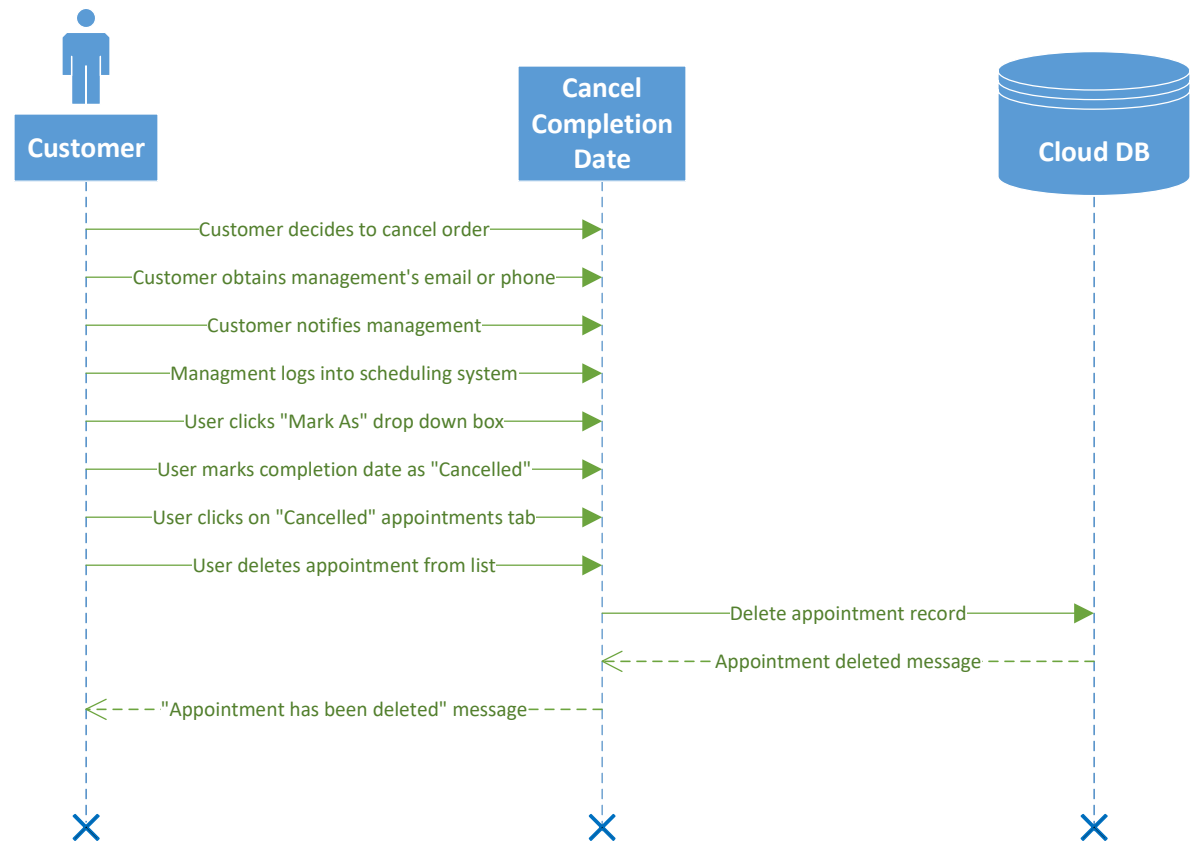 Customer
Cancel
Completion
Date
Cloud DB
Customer decides to cancel order
Customer obtains management's email or phone
Customer notifies management
Managment logs into scheduling system
User clicks "Mark As" drop down box
User marks completion date as "Cancelled"
User clicks on "Cancelled" appointments tab
User deletes appointment from list
Delete appointment record
Appointment deleted message
"Appointment has been deleted" message